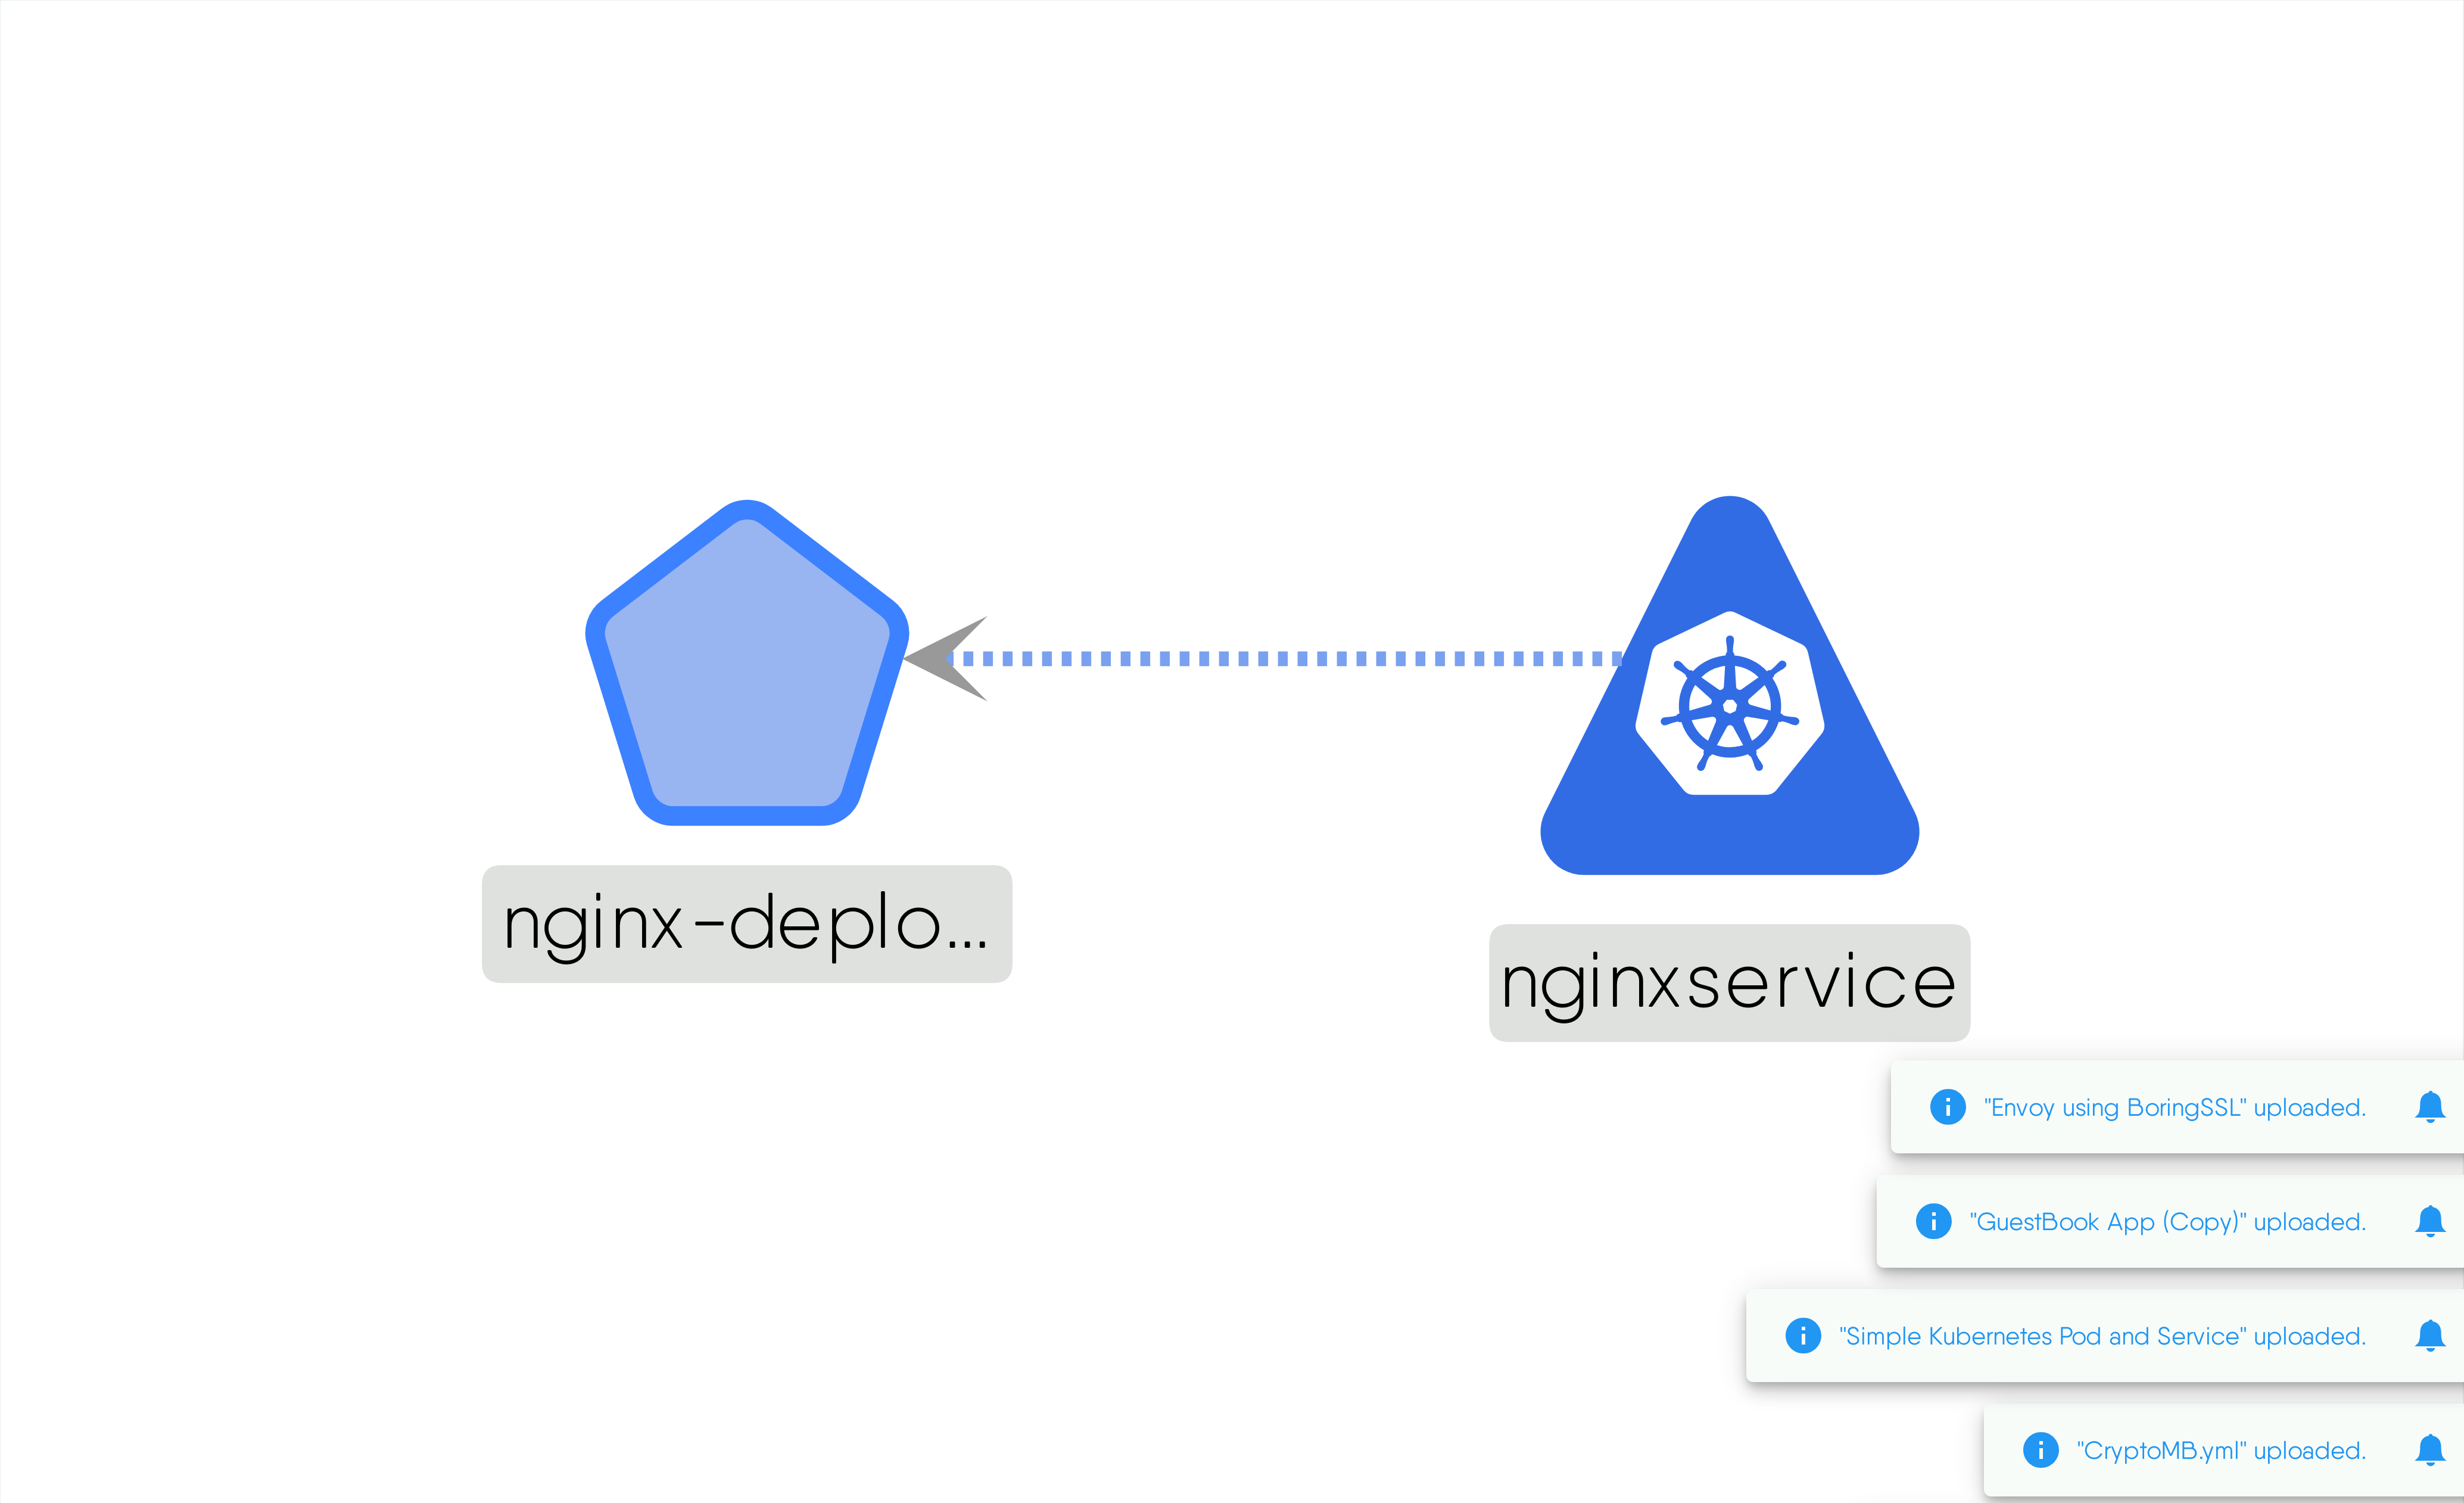 nginx-deplo...
nginxservice
"Envoy using BoringSSL" uploaded.
"GuestBook App (Copy)" uploaded.
"Simple Kubernetes Pod and Service" uploaded.
"CryptoMB.yml" uploaded.